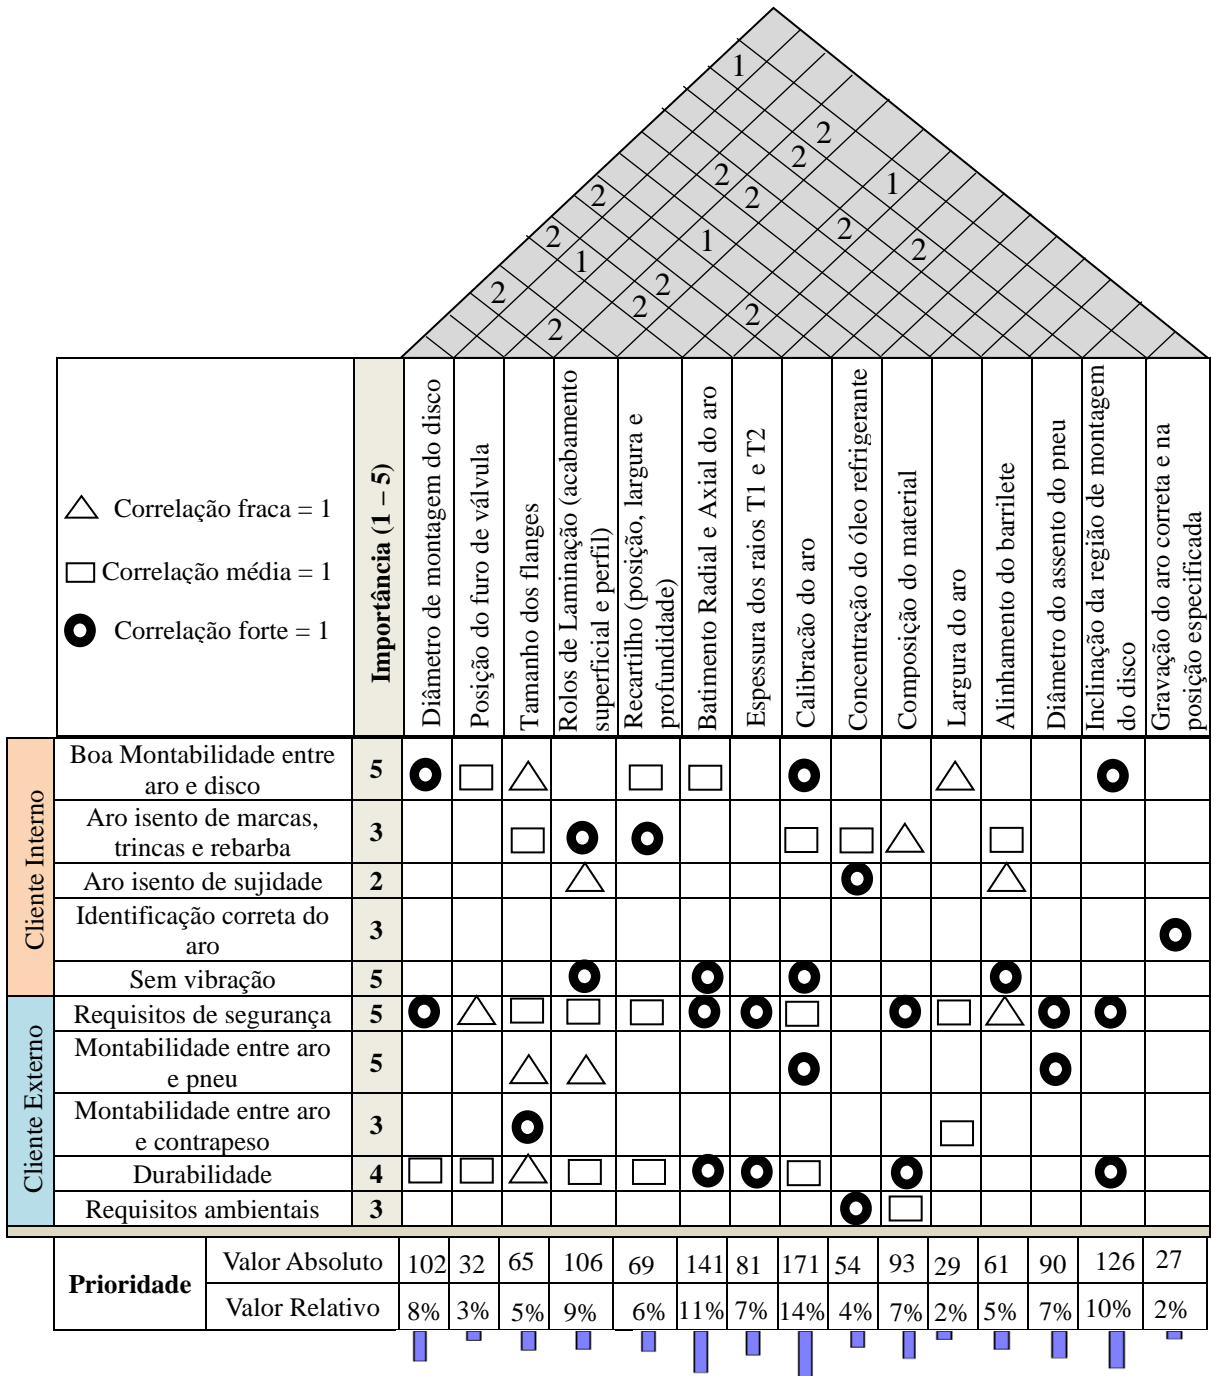 1
2
2
2
1
2
2
2
2
1
2
2
1
2
2
2
2
2
Correlação fraca = 1
Correlação média = 1
Correlação forte = 1
Importância (1 – 5)
Diâmetro de montagem do disco
Posição do furo de válvula
Tamanho dos flanges
Rolos de Laminação (acabamento
superficial e perfil)
Recartilho (posição, largura e
profundidade)
Batimento Radial e Axial do aro
Espessura dos raios T1 e T2
Calibracão do aro
Concentração do óleo refrigerante
Composição do material
Largura do aro
Alinhamento do barrilete
Diâmetro do assento do pneu
Inclinação da região de montagem
do disco
Gravação do aro correta e na
posição especificada
Cliente Interno
Boa Montabilidade entre
aro e disco
5
Aro isento de marcas,
trincas e rebarba
3
Aro isento de sujidade
2
Identificação correta do
aro
3
Sem vibração
5
Cliente Externo
Requisitos de segurança
5
Montabilidade entre aro
e pneu
5
Montabilidade entre aro
e contrapeso
3
Durabilidade
4
Requisitos ambientais
3
Prioridade
Valor Absoluto 102 32 65 106 69 141 81 171 54 93 29 61 90 126 27
Valor Relativo 8% 3% 5% 9% 6% 11% 7% 14% 4% 7% 2% 5% 7% 10% 2%